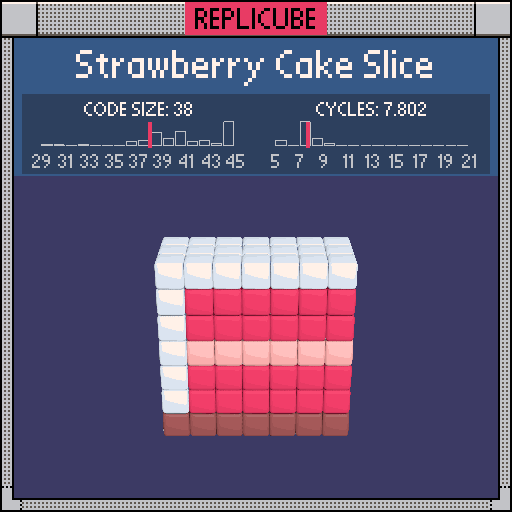 REPLICUBE
Strawberry Cake Slice
CODE SIZE: 38 CYCLES: 7.802
29 31 33 35 37 39 41 43 45 5 7 9 11 13 15 17 19 21